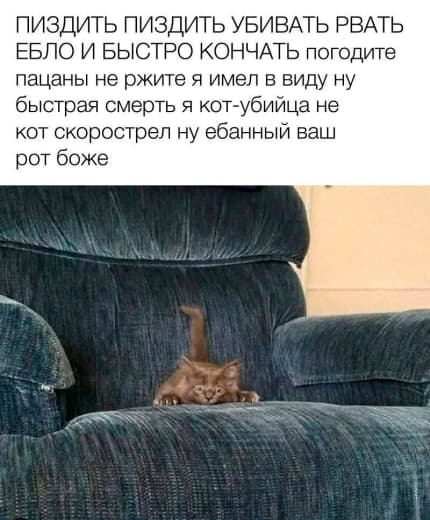 ПИЗДИТЬ ПИЗДИТЬ УБИВАТЬ РВАТЬ
ЕБЛО И БЫСТРО КОНЧАТЬ погодите
пацаны не ржите я имел в виду ну
быстрая смерть я кот-убийца не
кот скорострел ну ебанный ваш
рот боже